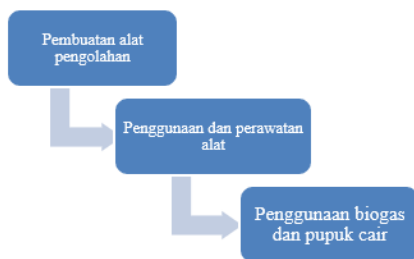 Pembuatan alat
pengolahan
Penggunaan dan perawatan
alat
Penggunaan biogas
dan pupuk cair